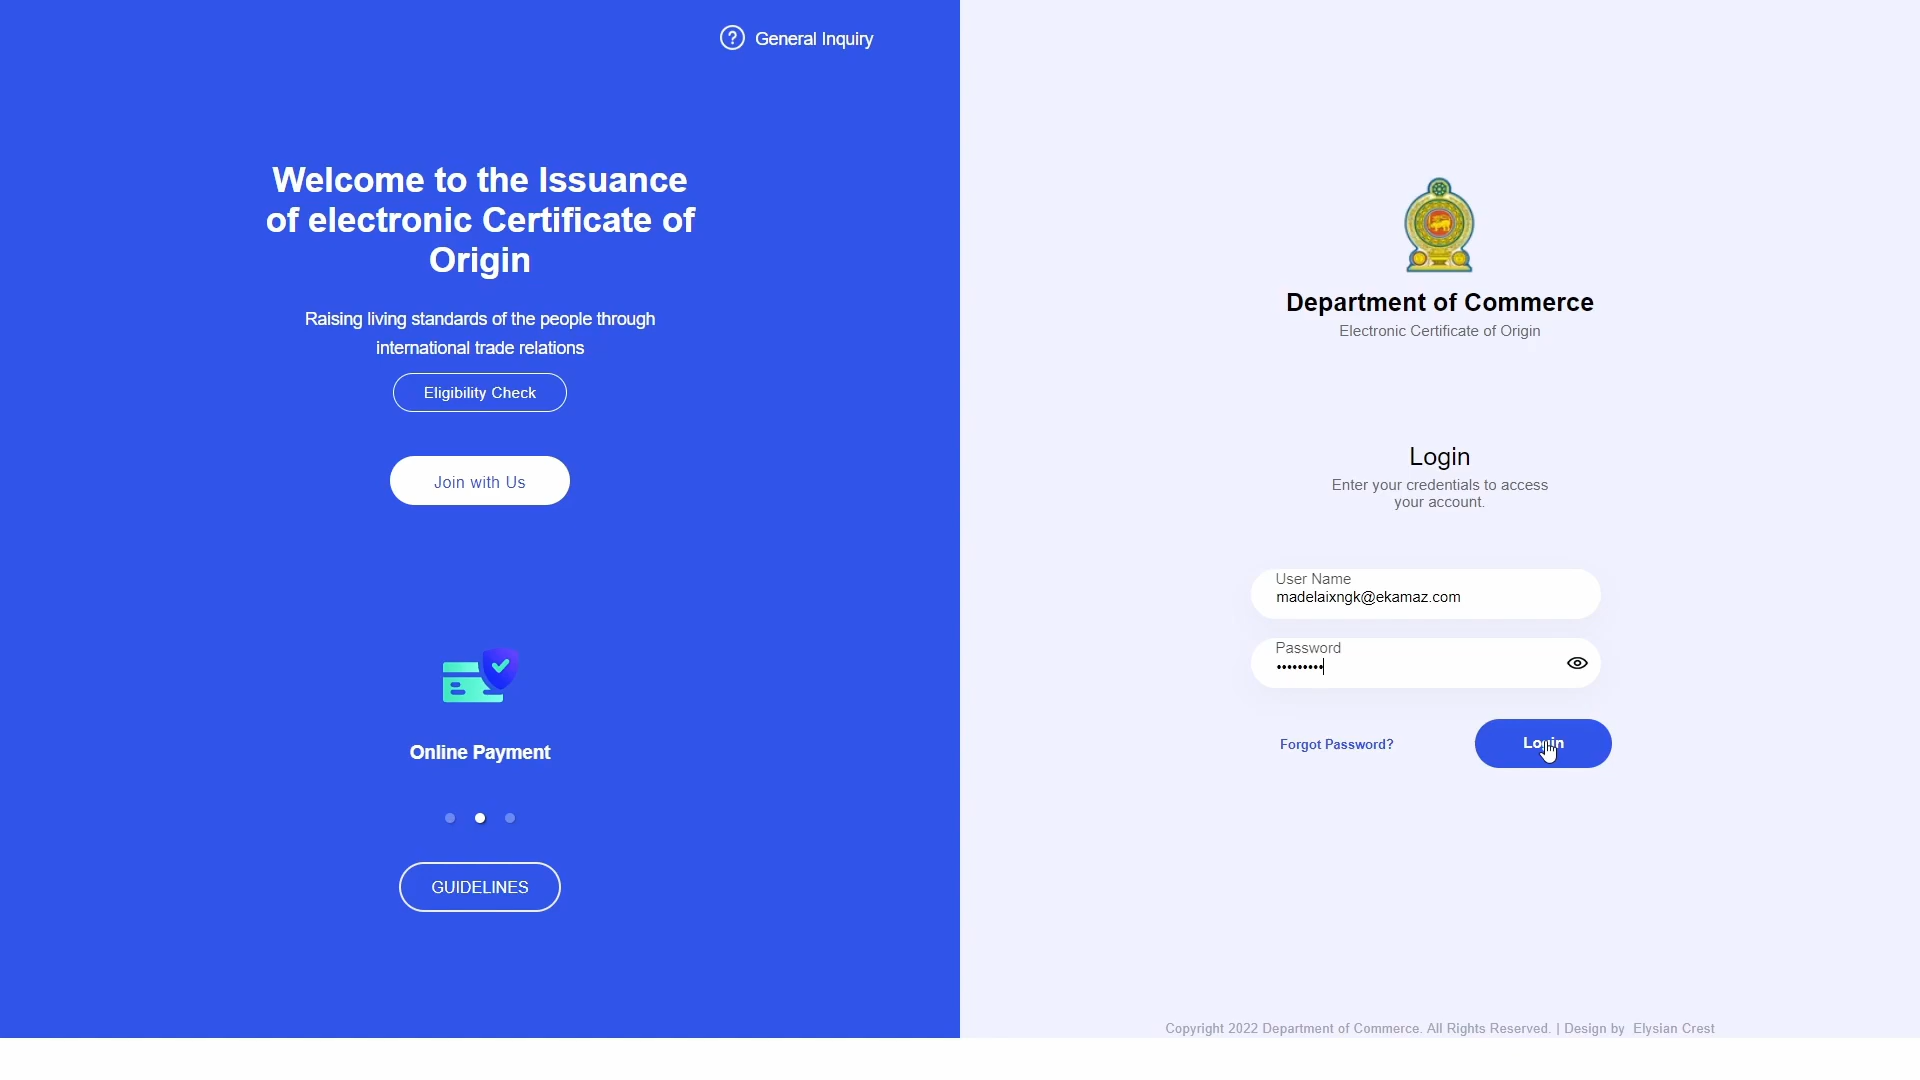 General Inquiry
Welcome to the Issuance
of electronic Certificate of
Origin
Raising living standards of the people through
international trade relations
Eligibility Check
Join with Us
Online Payment
GUIDELINES
Department of Commerce
Electronic Certificate of Origin
Login
Enter your credentials to access
your account.
User Name
madelaixngk@ekamaz.com
Password
•••••••••
Forgot Password?
Login
Copyright 2022 Department of Commerce. All Rights Reserved. | Design by Elysian Crest